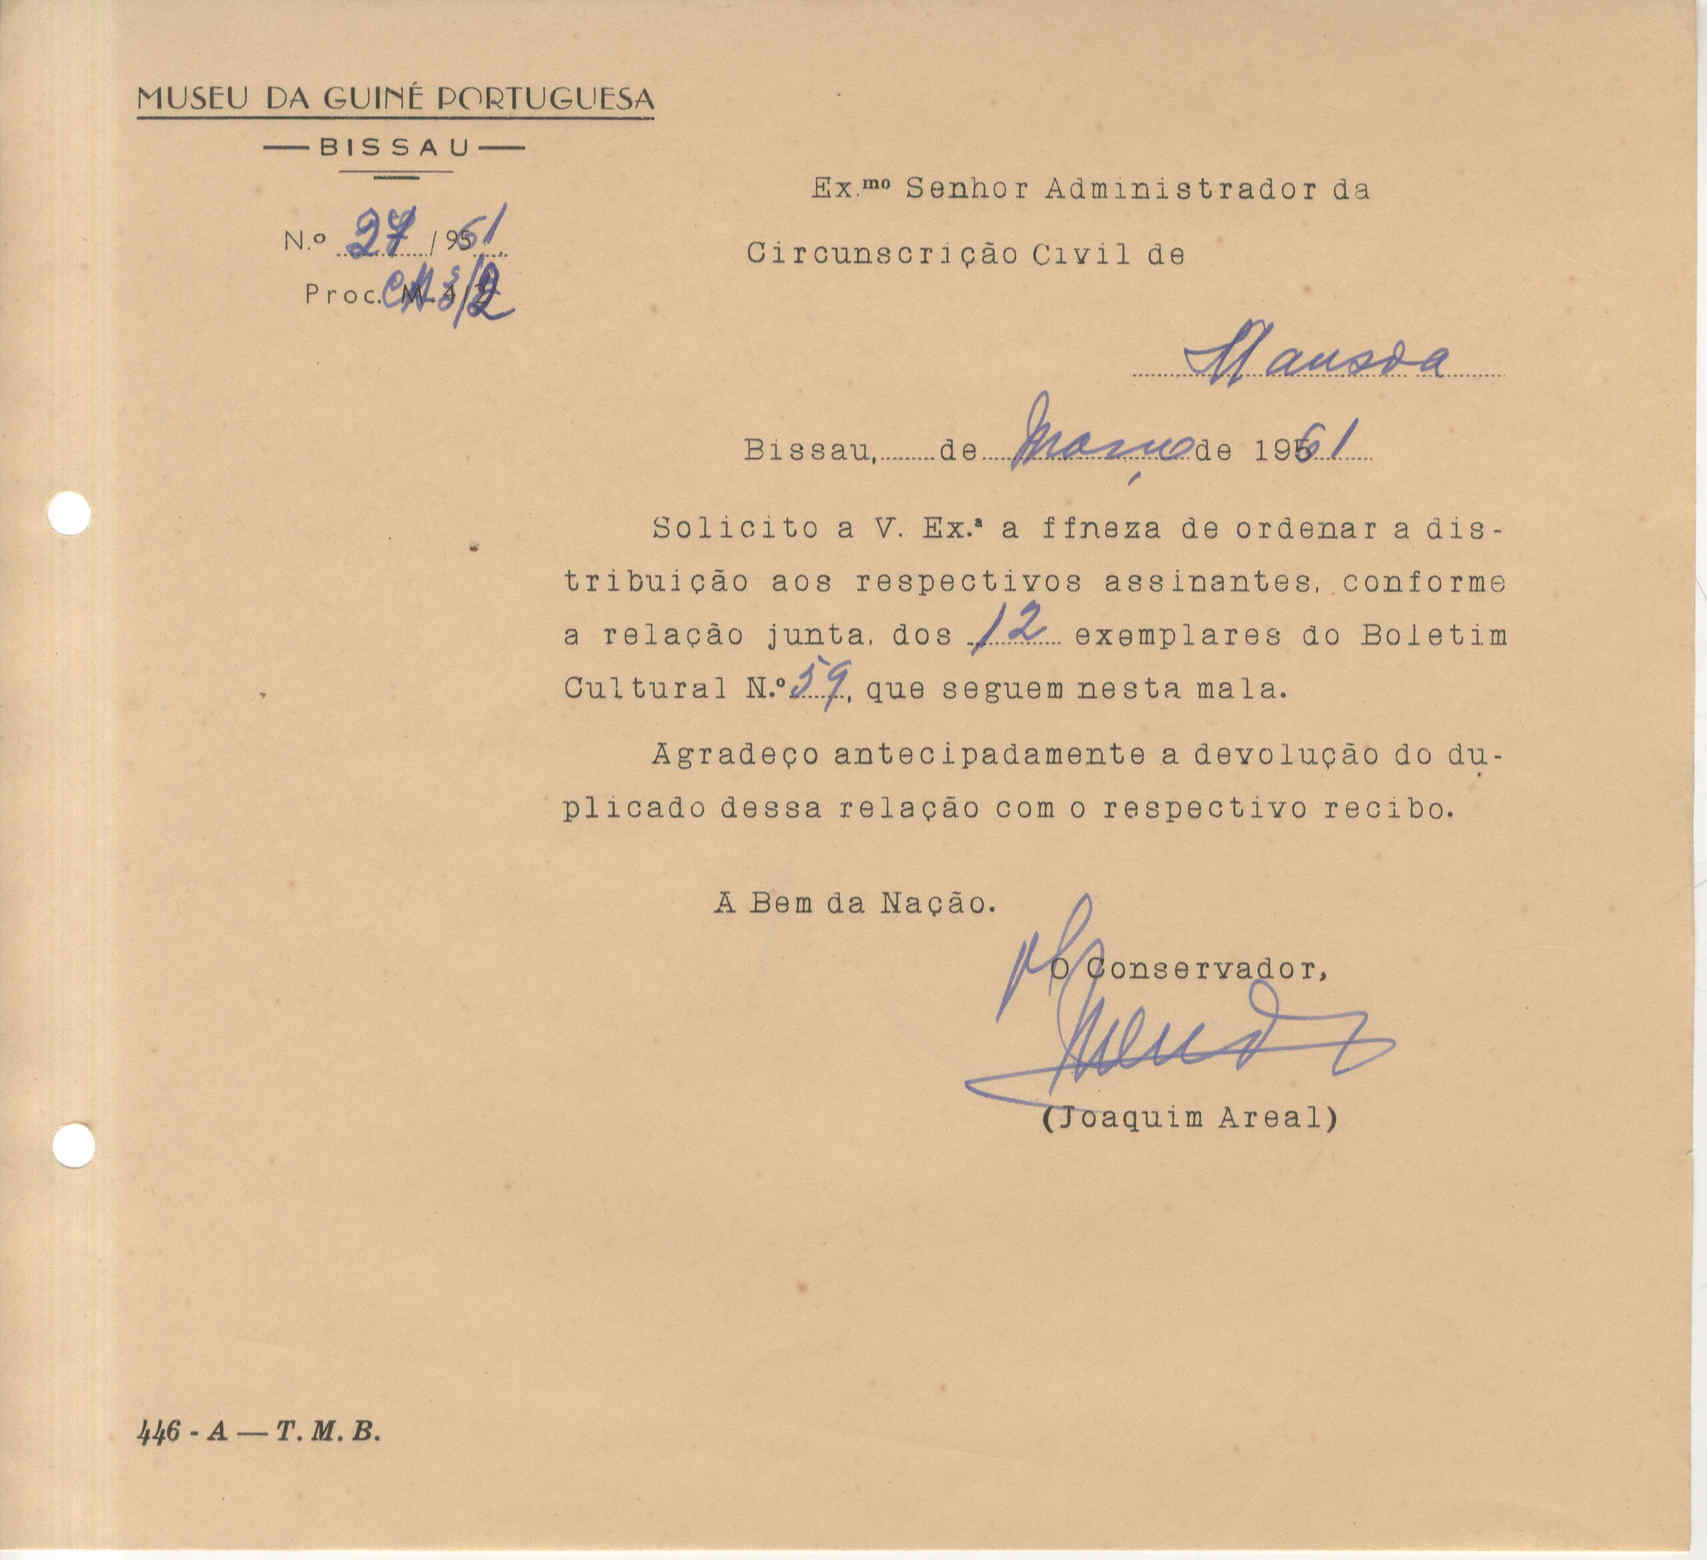 MUSEU DA GUINÉ PORTUGUESA
— BISSAU —
N.º 27 / 961
Proc.
Ex.mo Senhor Administrador da
Circunscrição Civil de
Mansoa
Bissau, de Março de 1961
Solicito a V. Ex.ª a fineza de ordenar a dis-
tribuição aos respectivos assinantes, conforme
a relação junta, dos 12 exemplares do Boletim
Cultural N.º 59, que seguem nesta mala.
Agradeço antecipadamente a devolução do du-
plicado dessa relação com o respectivo recibo.
A Bem da Nação.
O Conservador,
(Joaquim Areal)
446 - A — T. M. B.